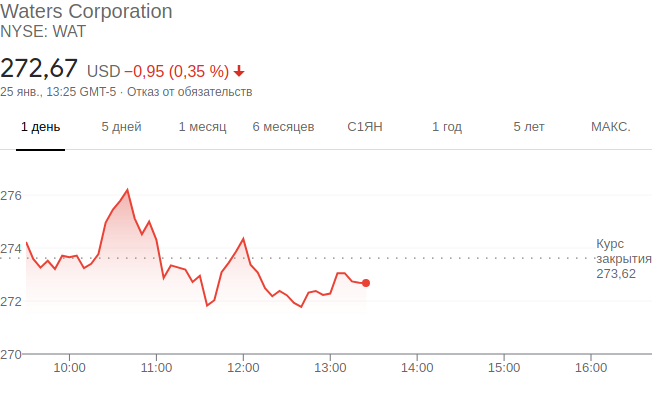 Waters Corporation
NYSE: WAT
272,67 USD −0,95 (0,35 %)
25 янв., 13:25 GMT-5 · Отказ от обязательств
1 день 5 дней 1 месяц 6 месяцев С1ЯН 1 год 5 лет МАКС.
276
274
272
270
Курс
закрытия
273,62
10:00 11:00 12:00 13:00 14:00 15:00 16:00